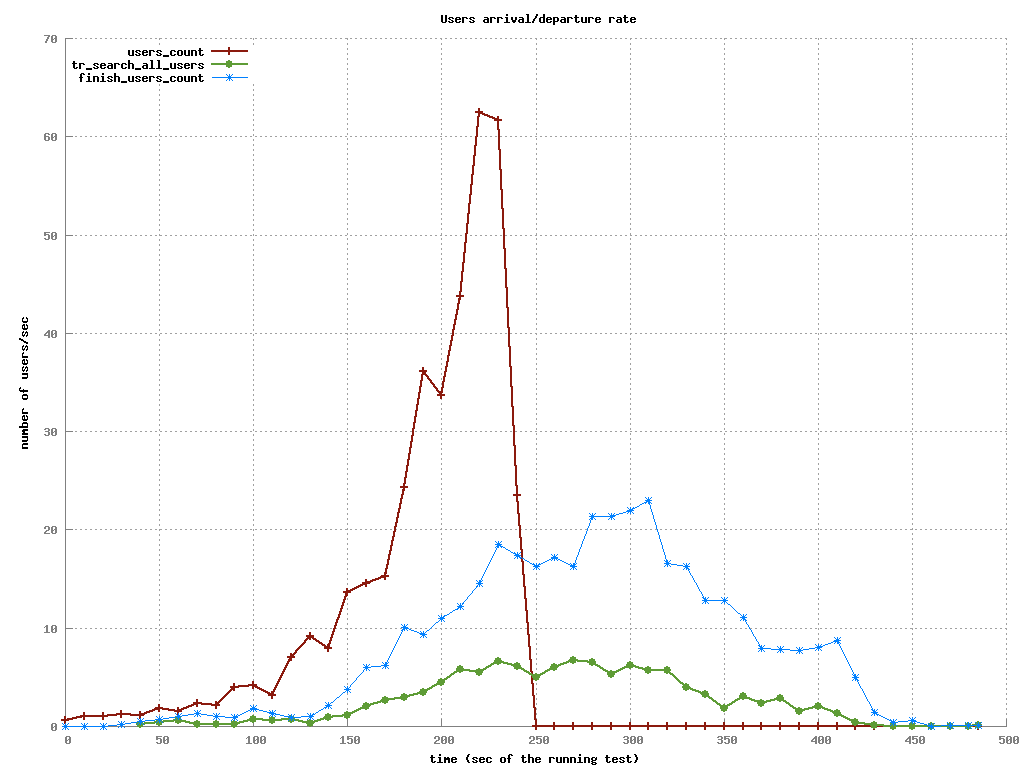 Users arrival/departure rate
users_count
tr_search_all_users
finish_users_count
70
60
50
40
30
20
10
0
number of users/sec
0 50 100 150 200 250 300 350 400 450 500
time (sec of the running test)